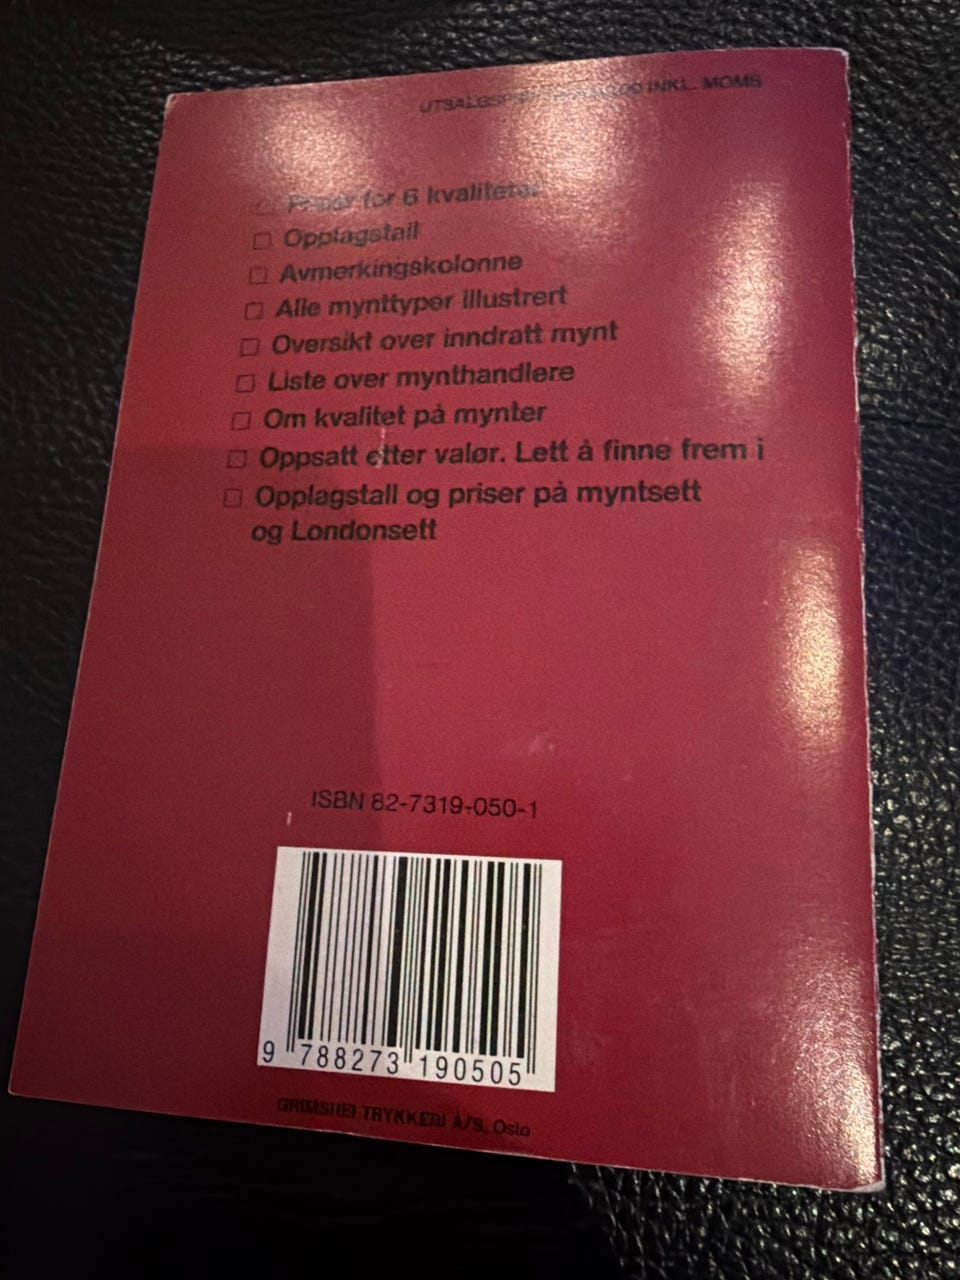 INKL. MOMS
Priser for 6 kvaliteter
Opplagstall
Avmerkingskolonne
Alle mynttyper illustrert
Oversikt over inndratt mynt
Liste over mynthandlere
Om kvalitet på mynter
Oppsatt etter valør. Lett å finne frem i
Opplagstall og priser på myntsett
og Londonsett
ISBN 82-7319-050-1
9 788273 190505
GRIMSHEI TRYKKERI A/S, Oslo